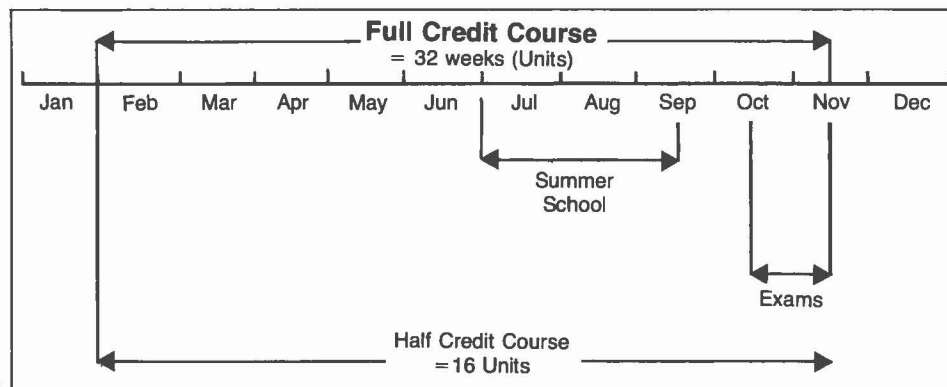 Full Credit Course
= 32 weeks (Units)
Jan Feb Mar Apr May Jun Jul Aug Sep Oct Nov Dec
Summer
School
Exams
Half Credit Course
=16 Units